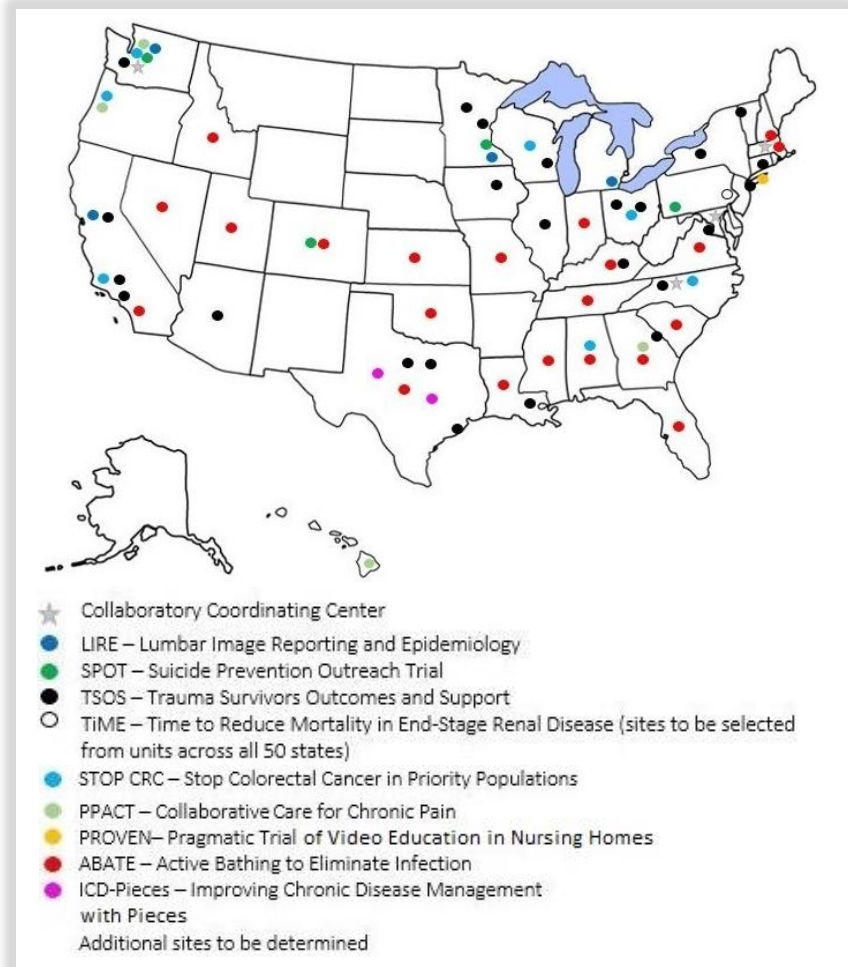 Collaboratory Coordinating Center
LIRE – Lumbar Image Reporting and Epidemiology
SPOT – Suicide Prevention Outreach Trial
TSOS – Trauma Survivors Outcomes and Support
TiME – Time to Reduce Mortality in End-Stage Renal Disease (sites to be selected
from units across all 50 states)
STOP CRC – Stop Colorectal Cancer in Priority Populations
PPACT – Collaborative Care for Chronic Pain
PROVEN– Pragmatic Trial of Video Education in Nursing Homes
ABATE – Active Bathing to Eliminate Infection
ICD-Pieces – Improving Chronic Disease Management
with Pieces
Additional sites to be determined